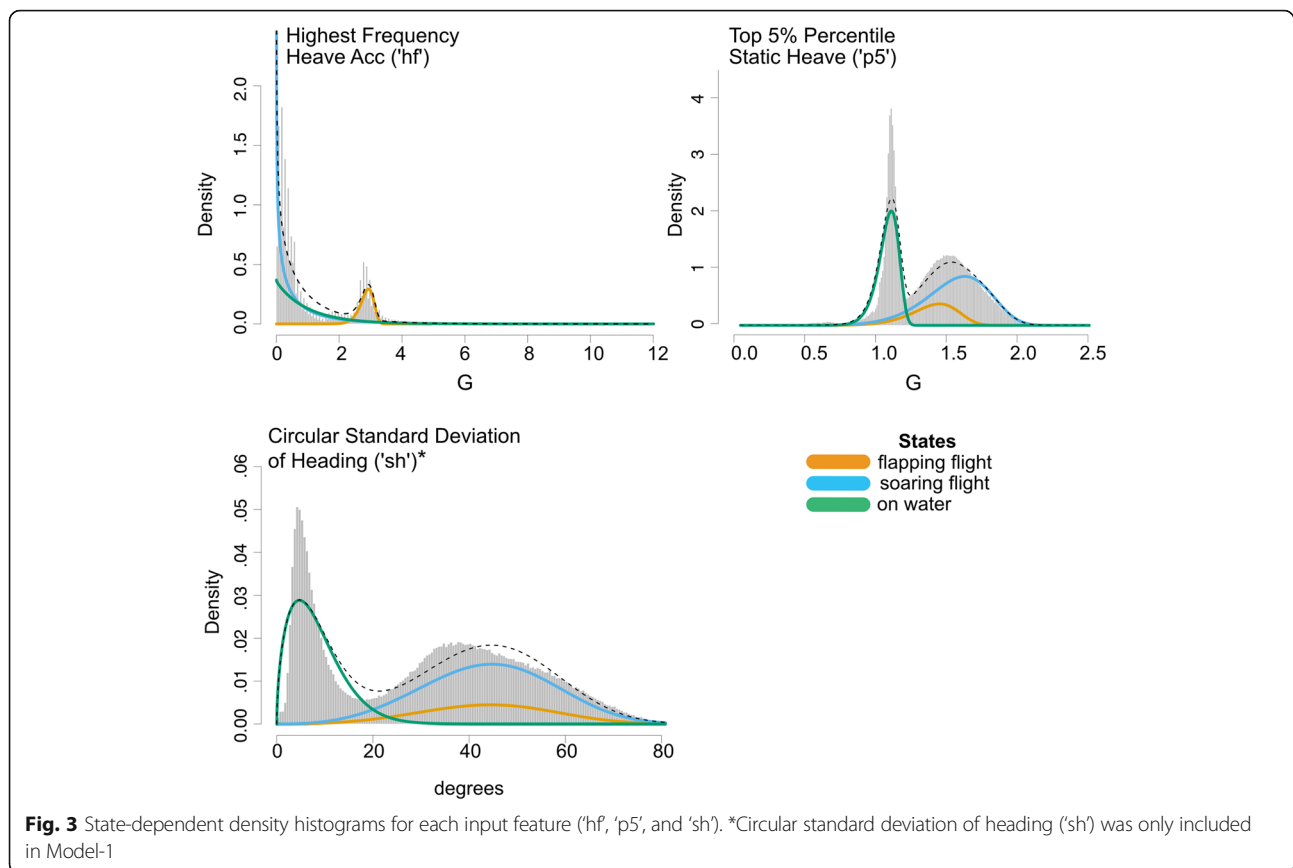 Highest Frequency
Heave Acc ('hf')
Density
0.0 0.5 1.0 1.5 2.0
0 2 4 6 8 10 12
G
Top 5% Percentile
Static Heave ('p5')
Density
0 1 2 3 4
0.0 0.5 1.0 1.5 2.0 2.5
G
Circular Standard Deviation
of Heading ('sh')*
Density
0.00 .01 .02 .03 .04 .05 .06
0 20 40 60 80
degrees
States
flapping flight
soaring flight
on water
Fig. 3 State-dependent density histograms for each input feature (‘hf’, ‘p5’, and ‘sh’). *Circular standard deviation of heading (‘sh’) was only included
in Model-1